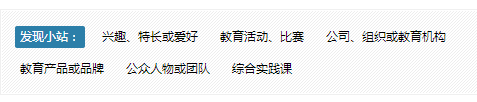 发现小站： 兴趣、特长或爱好 教育活动、比赛 公司、组织或教育机构
教育产品或品牌 公众人物或团队 综合实践课